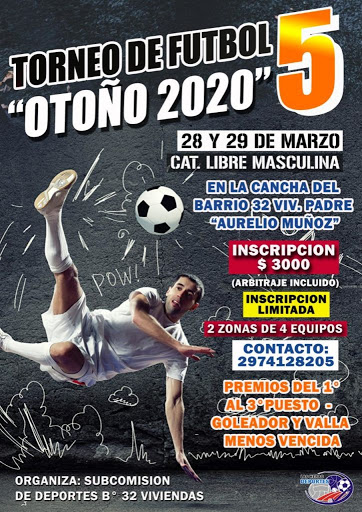 TORNEO DE FUTBOL 5
"OTOÑO 2020"
28 Y 29 DE MARZO
CAT. LIBRE MASCULINA
EN LA CANCHA DEL
BARRIO 32 VIV. PADRE
"AURELIO MUÑOZ"
INSCRIPCION
$ 3000
(ARBITRAJE INCLUIDO)
INSCRIPCION
LIMITADA
2 ZONAS DE 4 EQUIPOS
CONTACTO:
2974128205
POW!
PREMIOS DEL 1°
AL 3°PUESTO -
GOLEADOR Y VALLA
MENOS VENCIDA
ORGANIZA: SUBCOMISION
DE DEPORTES B° 32 VIVIENDAS
DEPORTES